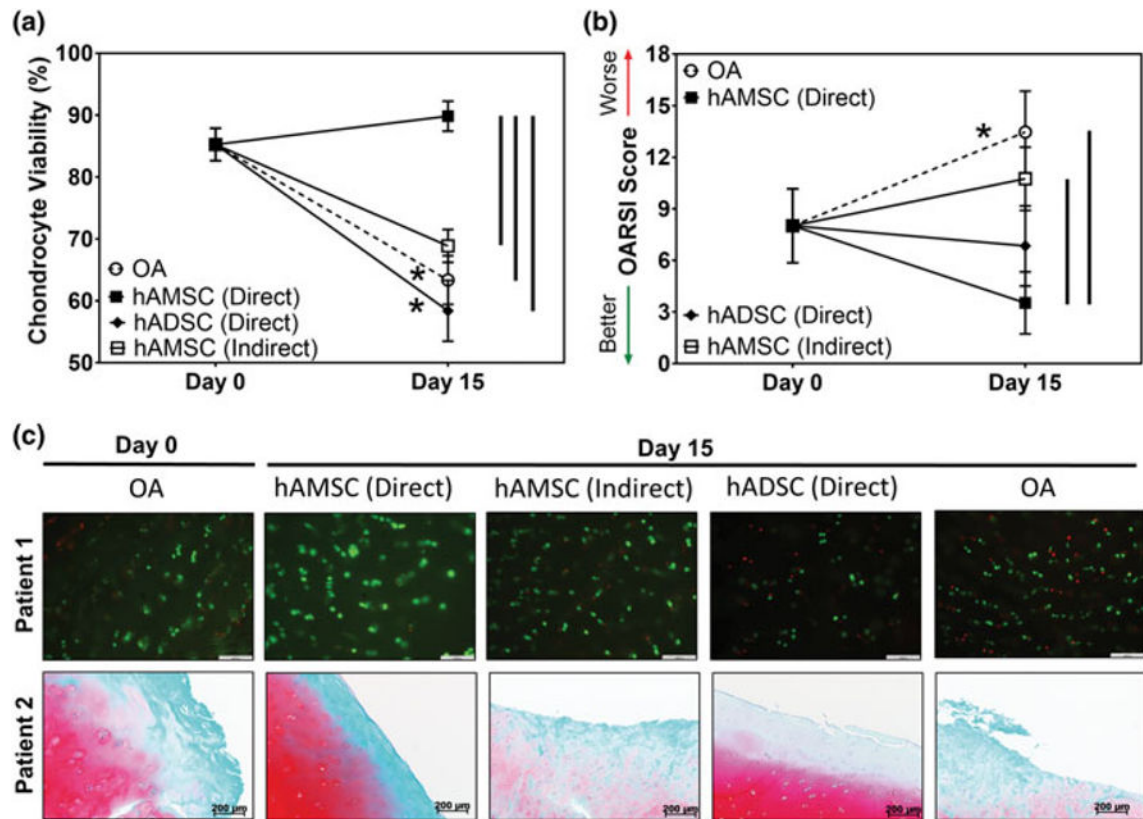 (a)
100
90
80
70
60
50
Chondrocyte Viability (%)
OA
hAMSC (Direct)
hADSC (Direct)
hAMSC (Indirect)
*
*
Day 0
Day 15
(b)
18
15
12
9
6
3
0
Worse
OARSI Score
Better
OA
hAMSC (Direct)
*
hADSC (Direct)
hAMSC (Indirect)
Day 0
Day 15
(c)
Day 0
Day 15
OA
hAMSC (Direct)
hAMSC (Indirect)
hADSC (Direct)
OA
Patient 1
Patient 2
200 µm
200 µm
200 µm
200 µm
200 µm